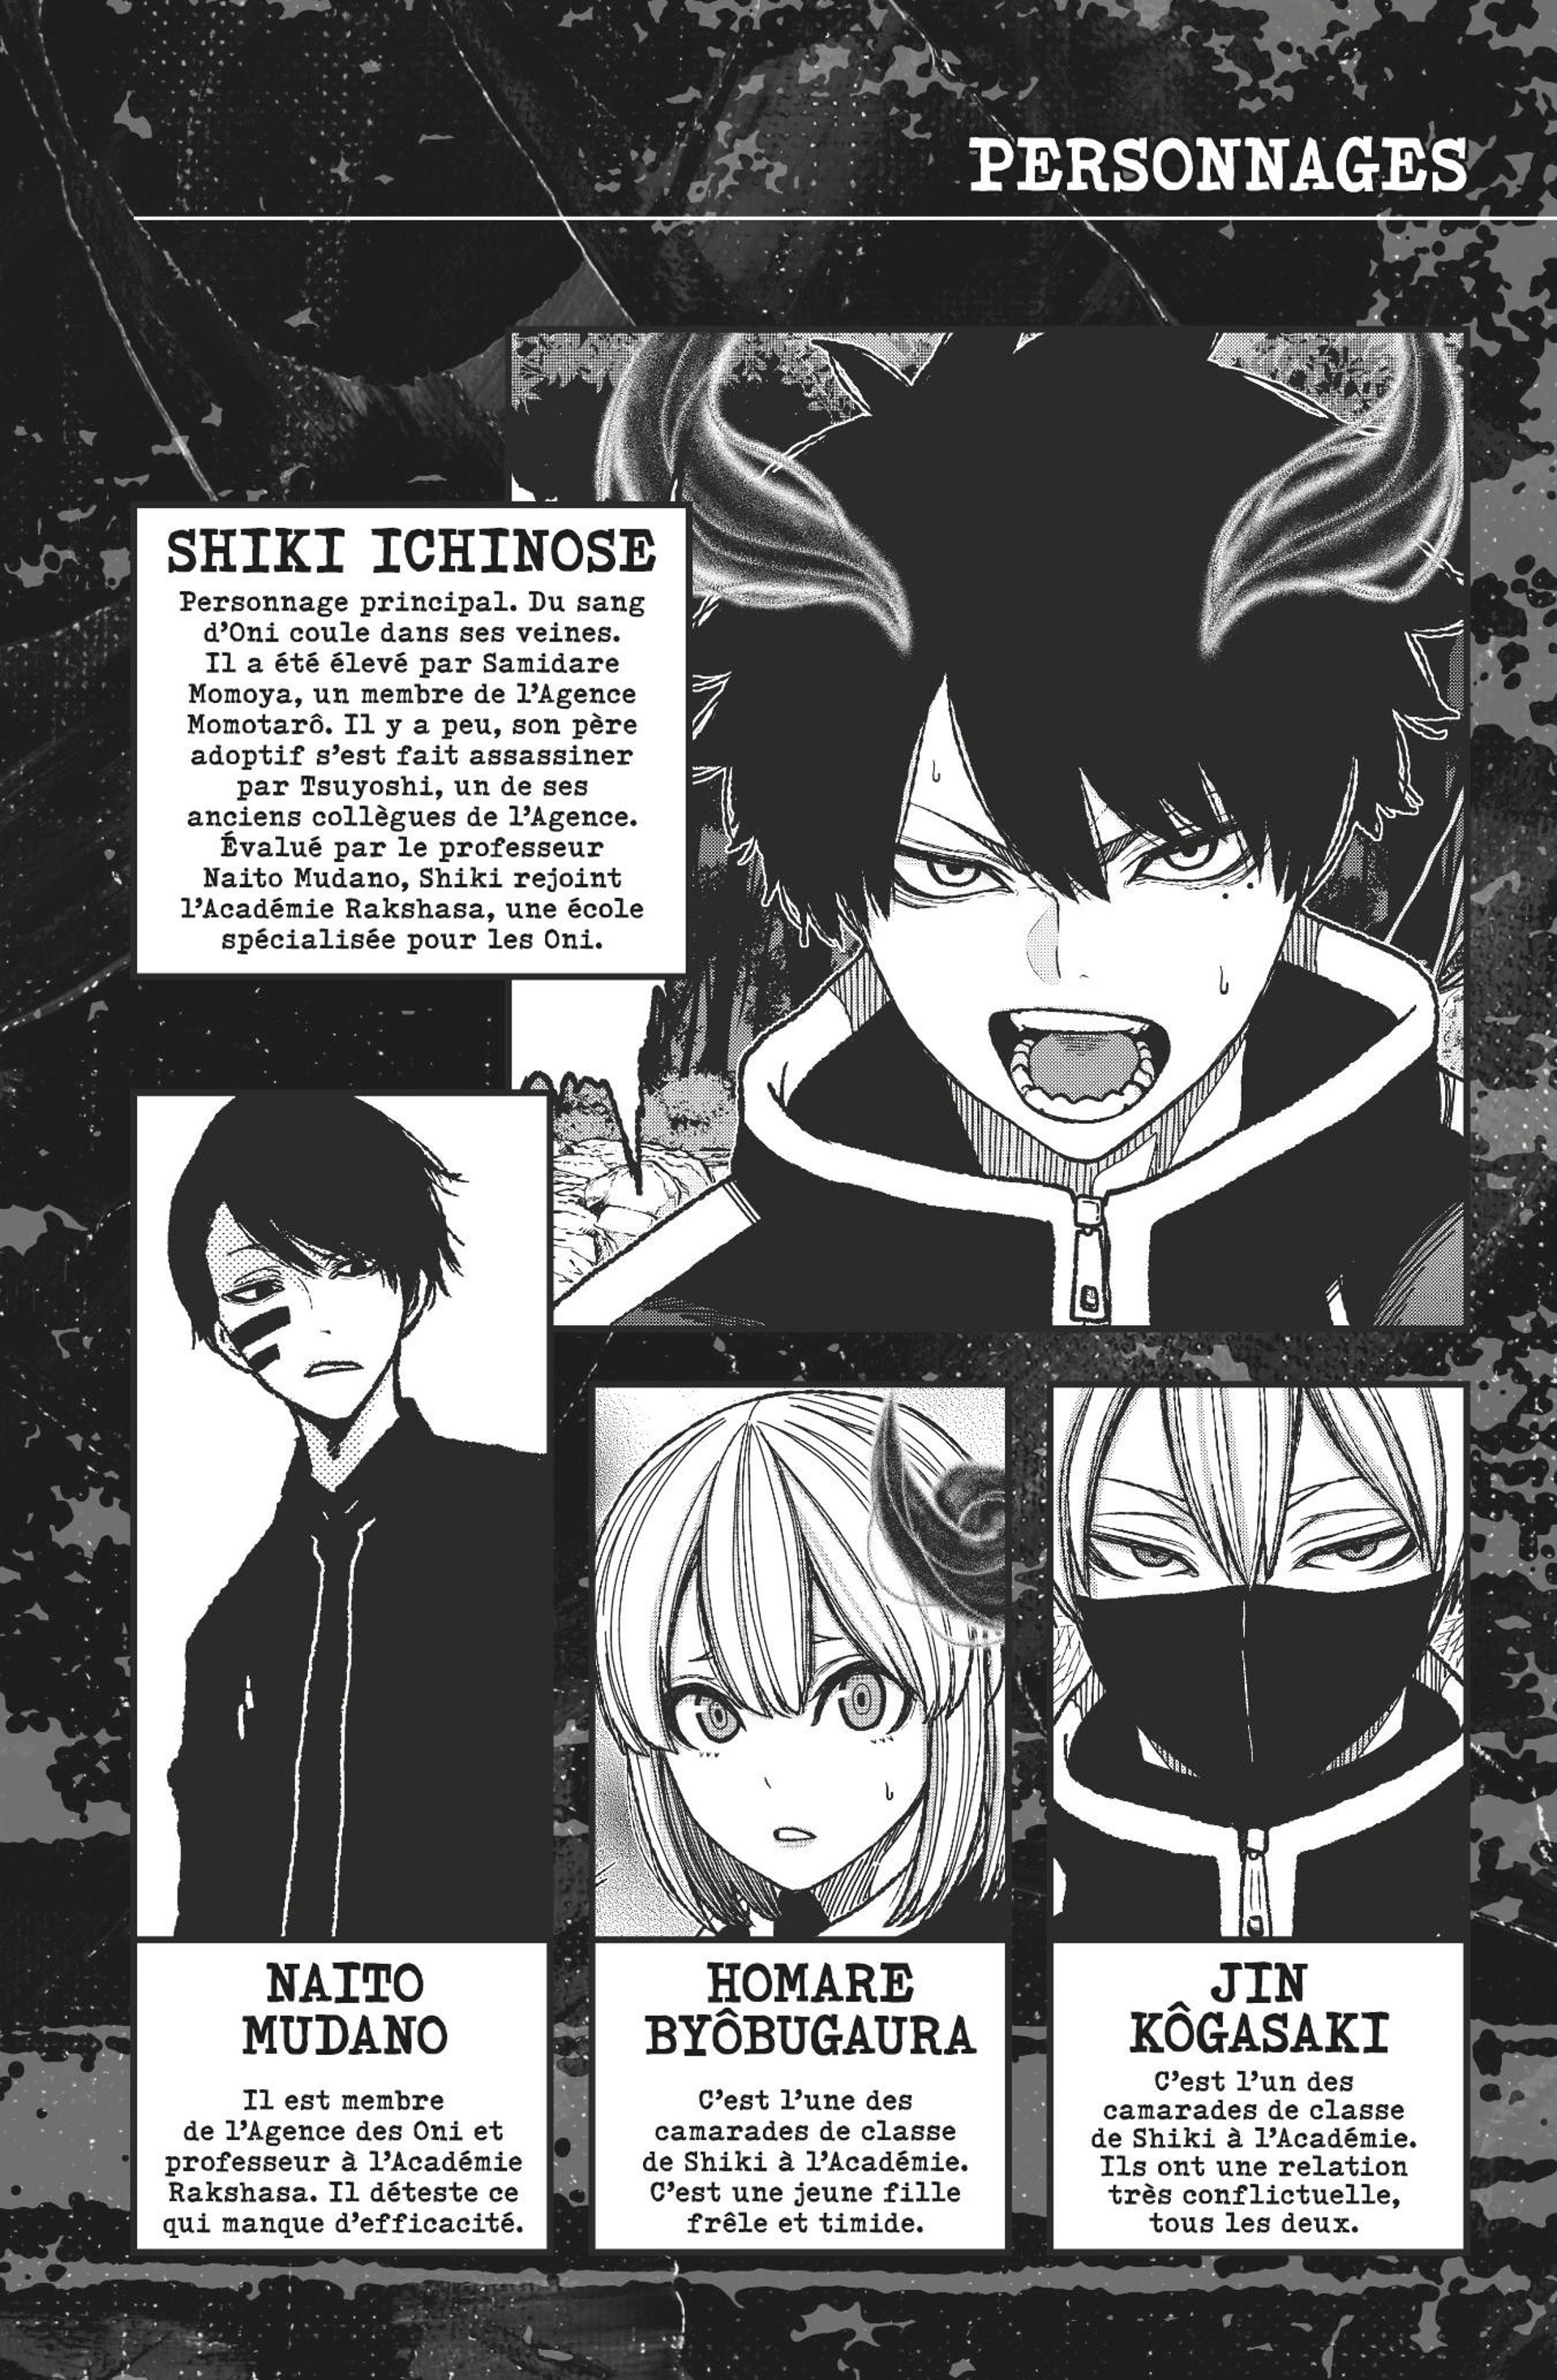 PERSONNAGES
SHIKI ICHINOSE
Personnage principal. Du sang
d’Oni coule dans ses veines.
Il a été élevé par Samidare
Momoya, un membre de l’Agence
Momotarô. Il y a peu, son père
adoptif s’est fait assassiner
par Tsuyoshi, un de ses
anciens collègues de l’Agence.
Évalué par le professeur
Naito Mudano, Shiki rejoint
l’Académie Rakshasa, une école
spécialisée pour les Oni.
NAITO
MUDANO
Il est membre
de l’Agence des Oni et
professeur à l’Académie
Rakshasa. Il déteste ce
qui manque d’efficacité.
HOMARE
BYÔBUGAURA
C’est l’une des
camarades de classe
de Shiki à l’Académie.
C’est une jeune fille
frêle et timide.
JIN
KÔGASAKI
C’est l’un des
camarades de classe
de Shiki à l’Académie.
Ils ont une relation
très conflictuelle,
tous les deux.